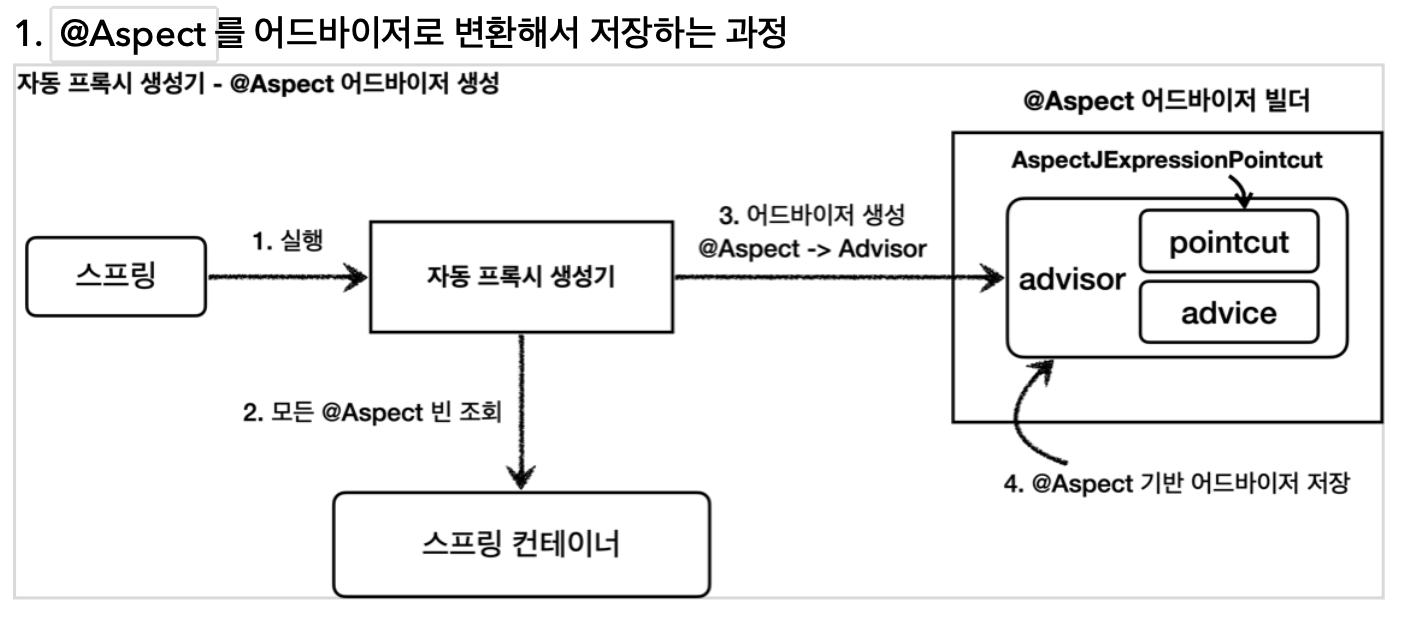 1. @Aspect 를 어드바이저로 변환해서 저장하는 과정
자동 프록시 생성기 - @Aspect 어드바이저 생성
@Aspect 어드바이저 빌더
AspectJExpressionPointcut
스프링
1. 실행
자동 프록시 생성기
3. 어드바이저 생성
@Aspect -> Advisor
advisor
pointcut
advice
2. 모든 @Aspect 빈 조회
4. @Aspect 기반 어드바이저 저장
스프링 컨테이너